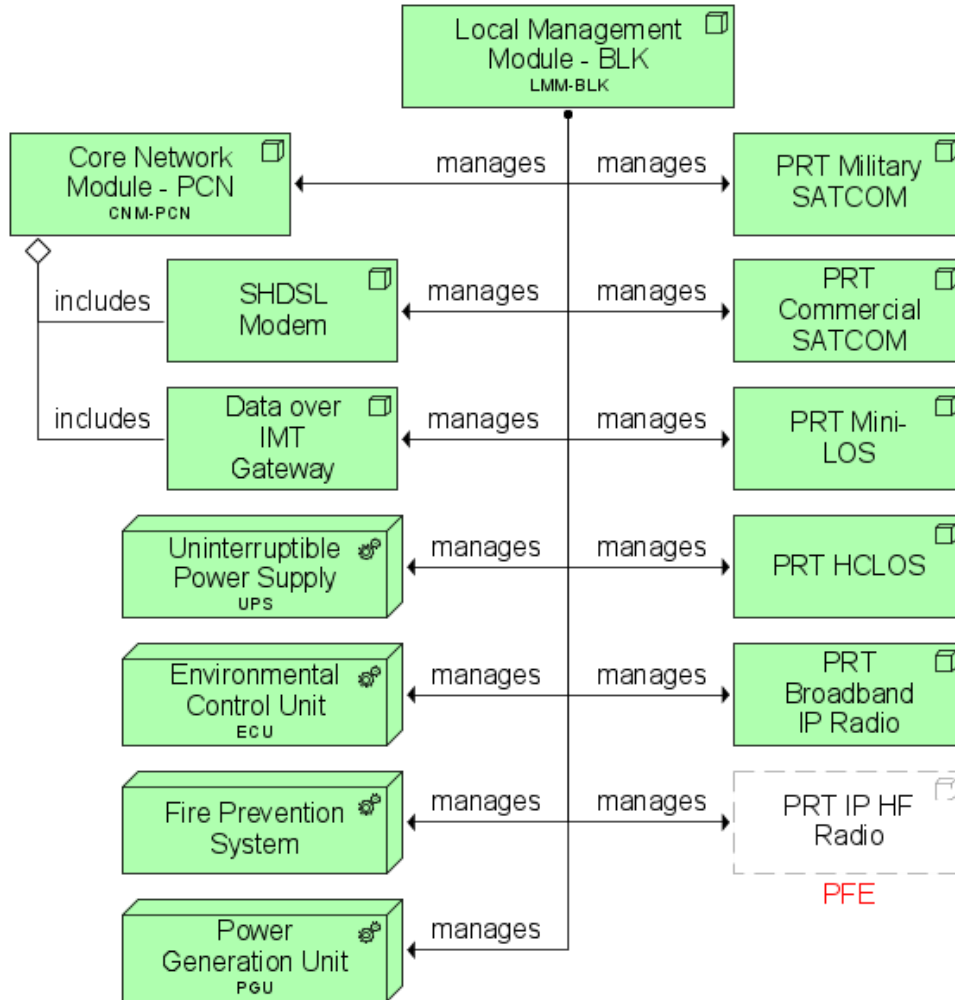 Local Management
Module - BLK
LMM-BLK
Core Network
Module - PCN
CNM-PCN
manages
manages
PRT Military
SATCOM
includes
SHDSL
Modem
manages
manages
PRT
Commercial
SATCOM
includes
Data over
IMT
Gateway
manages
manages
PRT Mini-
LOS
Uninterruptible
Power Supply
UPS
manages
manages
PRT HCLOS
Environmental
Control Unit
ECU
manages
manages
PRT
Broadband
IP Radio
Fire Prevention
System
manages
manages
PRT IP HF
Radio
PFE
Power
Generation Unit
PGU
manages